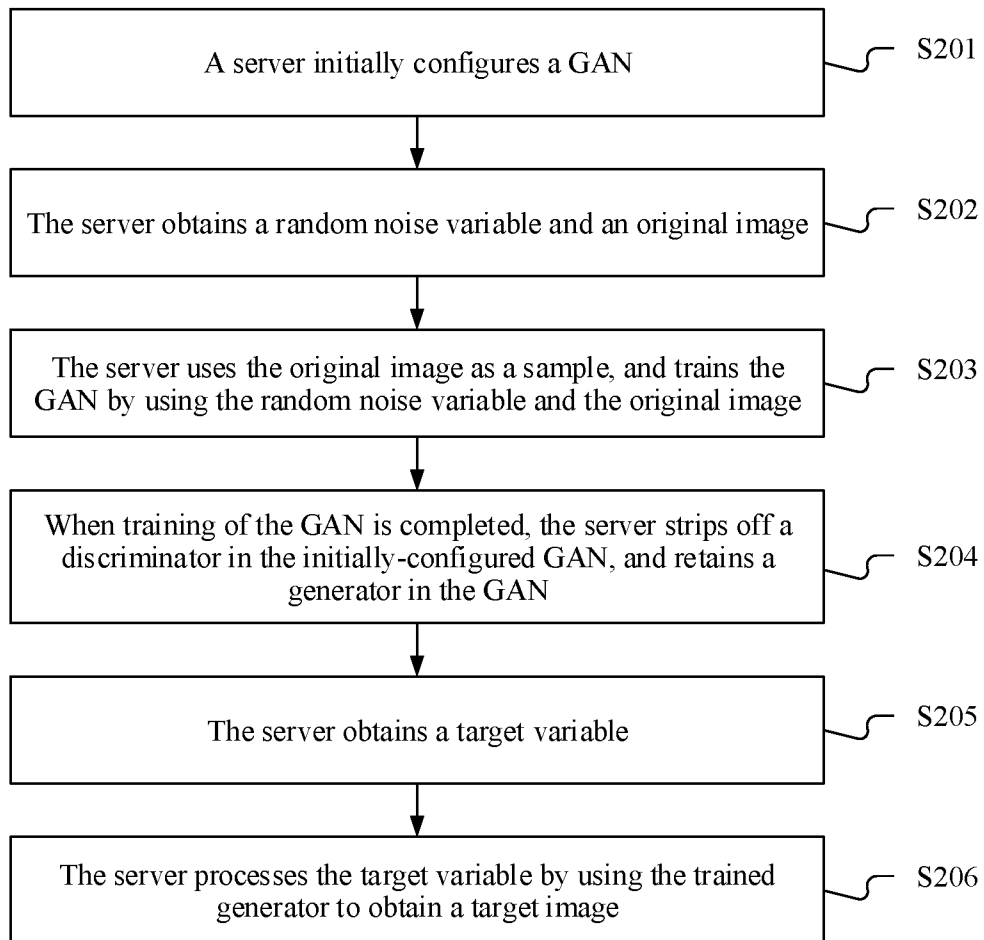 A server initially configures a GAN
S201
The server obtains a random noise variable and an original image
S202
The server uses the original image as a sample, and trains the
GAN by using the random noise variable and the original image
S203
When training of the GAN is completed, the server strips off a
discriminator in the initially-configured GAN, and retains a
generator in the GAN
S204
The server obtains a target variable
S205
The server processes the target variable by using the trained
generator to obtain a target image
S206